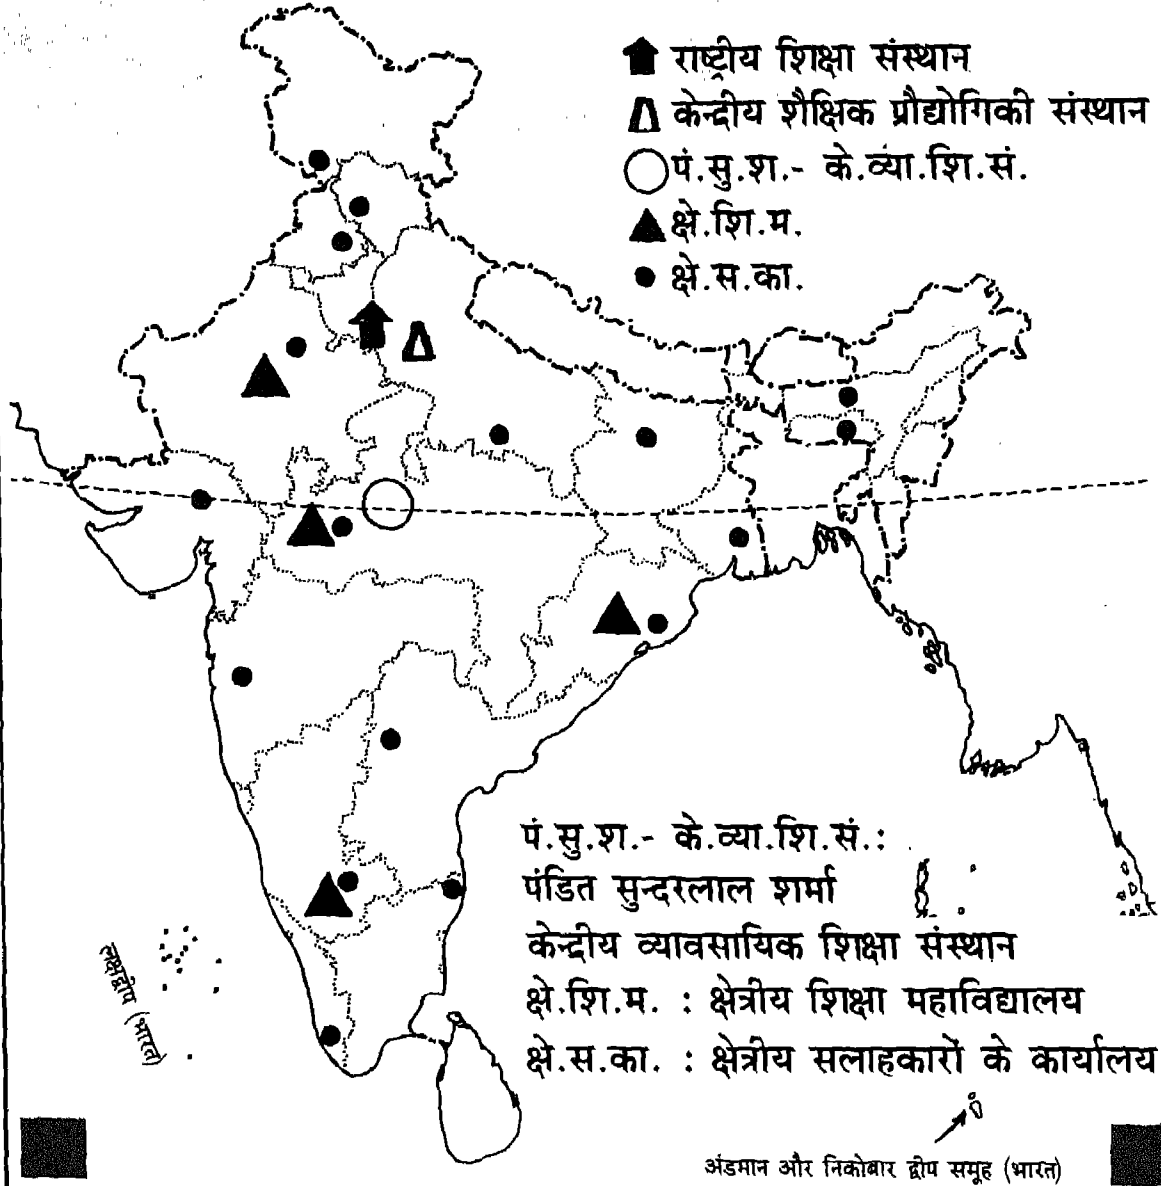 राष्ट्रीय शिक्षा संस्थान
केन्द्रीय शैक्षिक प्रौद्योगिकी संस्थान
पं.सु.श.- के.व्या.शि.सं.
क्षे.शि.म.
क्षे.स.का.
पं.सु.श.- के.व्या.शि.सं.:
पंडित सुन्दरलाल शर्मा
केन्द्रीय व्यावसायिक शिक्षा संस्थान
क्षे.शि.म. : क्षेत्रीय शिक्षा महाविद्यालय
क्षे.स.का. : क्षेत्रीय सलाहकारों के कार्यालय
लक्षद्वीप (भारत)
अंडमान और निकोबार द्वीप समूह (भारत)